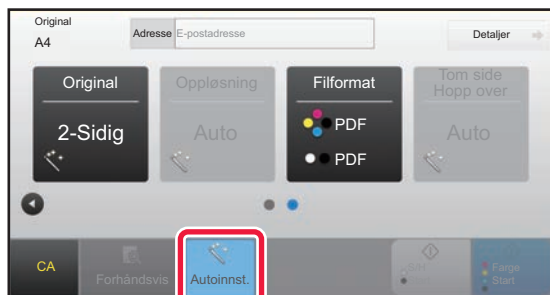 Original
A4
Adresse E-postadresse
Detaljer
Original
2-Sidig
Oppløsning
Auto
Filformat
PDF
PDF
Tom side
Hopp over
Auto
CA
Forhåndsvis
Autoinnst.
S/H
Start
Farge
Start